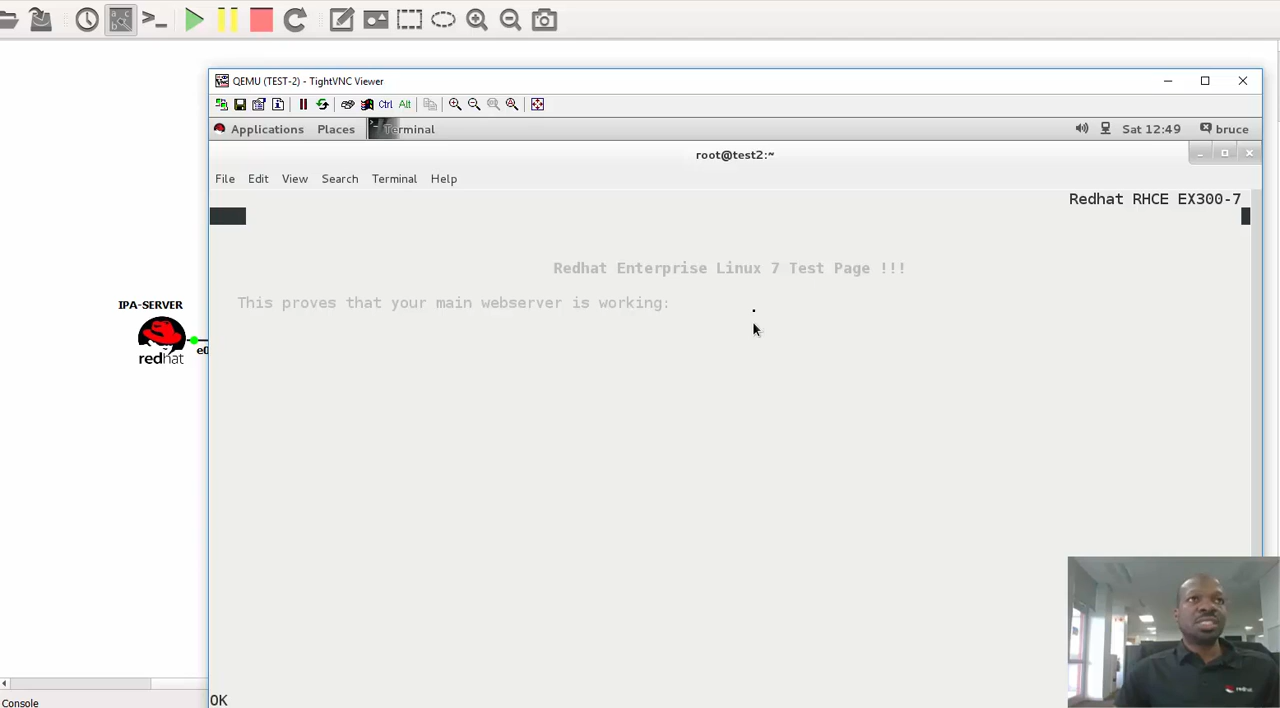 QEMU (TEST-2) - TightVNC Viewer
Ctrl Alt
Applications Places Terminal Sat 12:49 bruce
root@test2:~
File Edit View Search Terminal Help
Redhat RHCE EX300-7
Redhat Enterprise Linux 7 Test Page !!!
This proves that your main webserver is working:
IPA-SERVER
redhat
e0
OK
Console
redhat